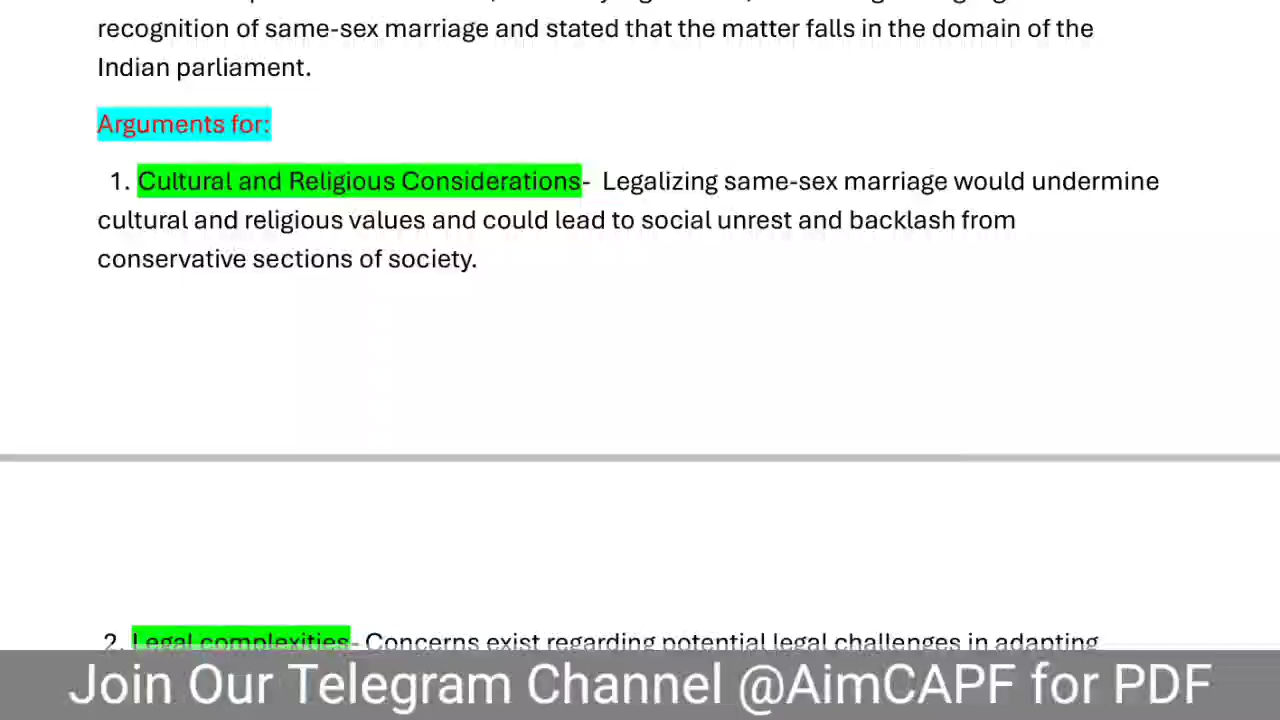 recognition of same-sex marriage and stated that the matter falls in the domain of the
Indian parliament.
Arguments for:
1. Cultural and Religious Considerations- Legalizing same-sex marriage would undermine
cultural and religious values and could lead to social unrest and backlash from
conservative sections of society.
2. Legal complexities- Concerns exist regarding potential legal challenges in adapting
Join Our Telegram Channel @AimCAPF for PDF